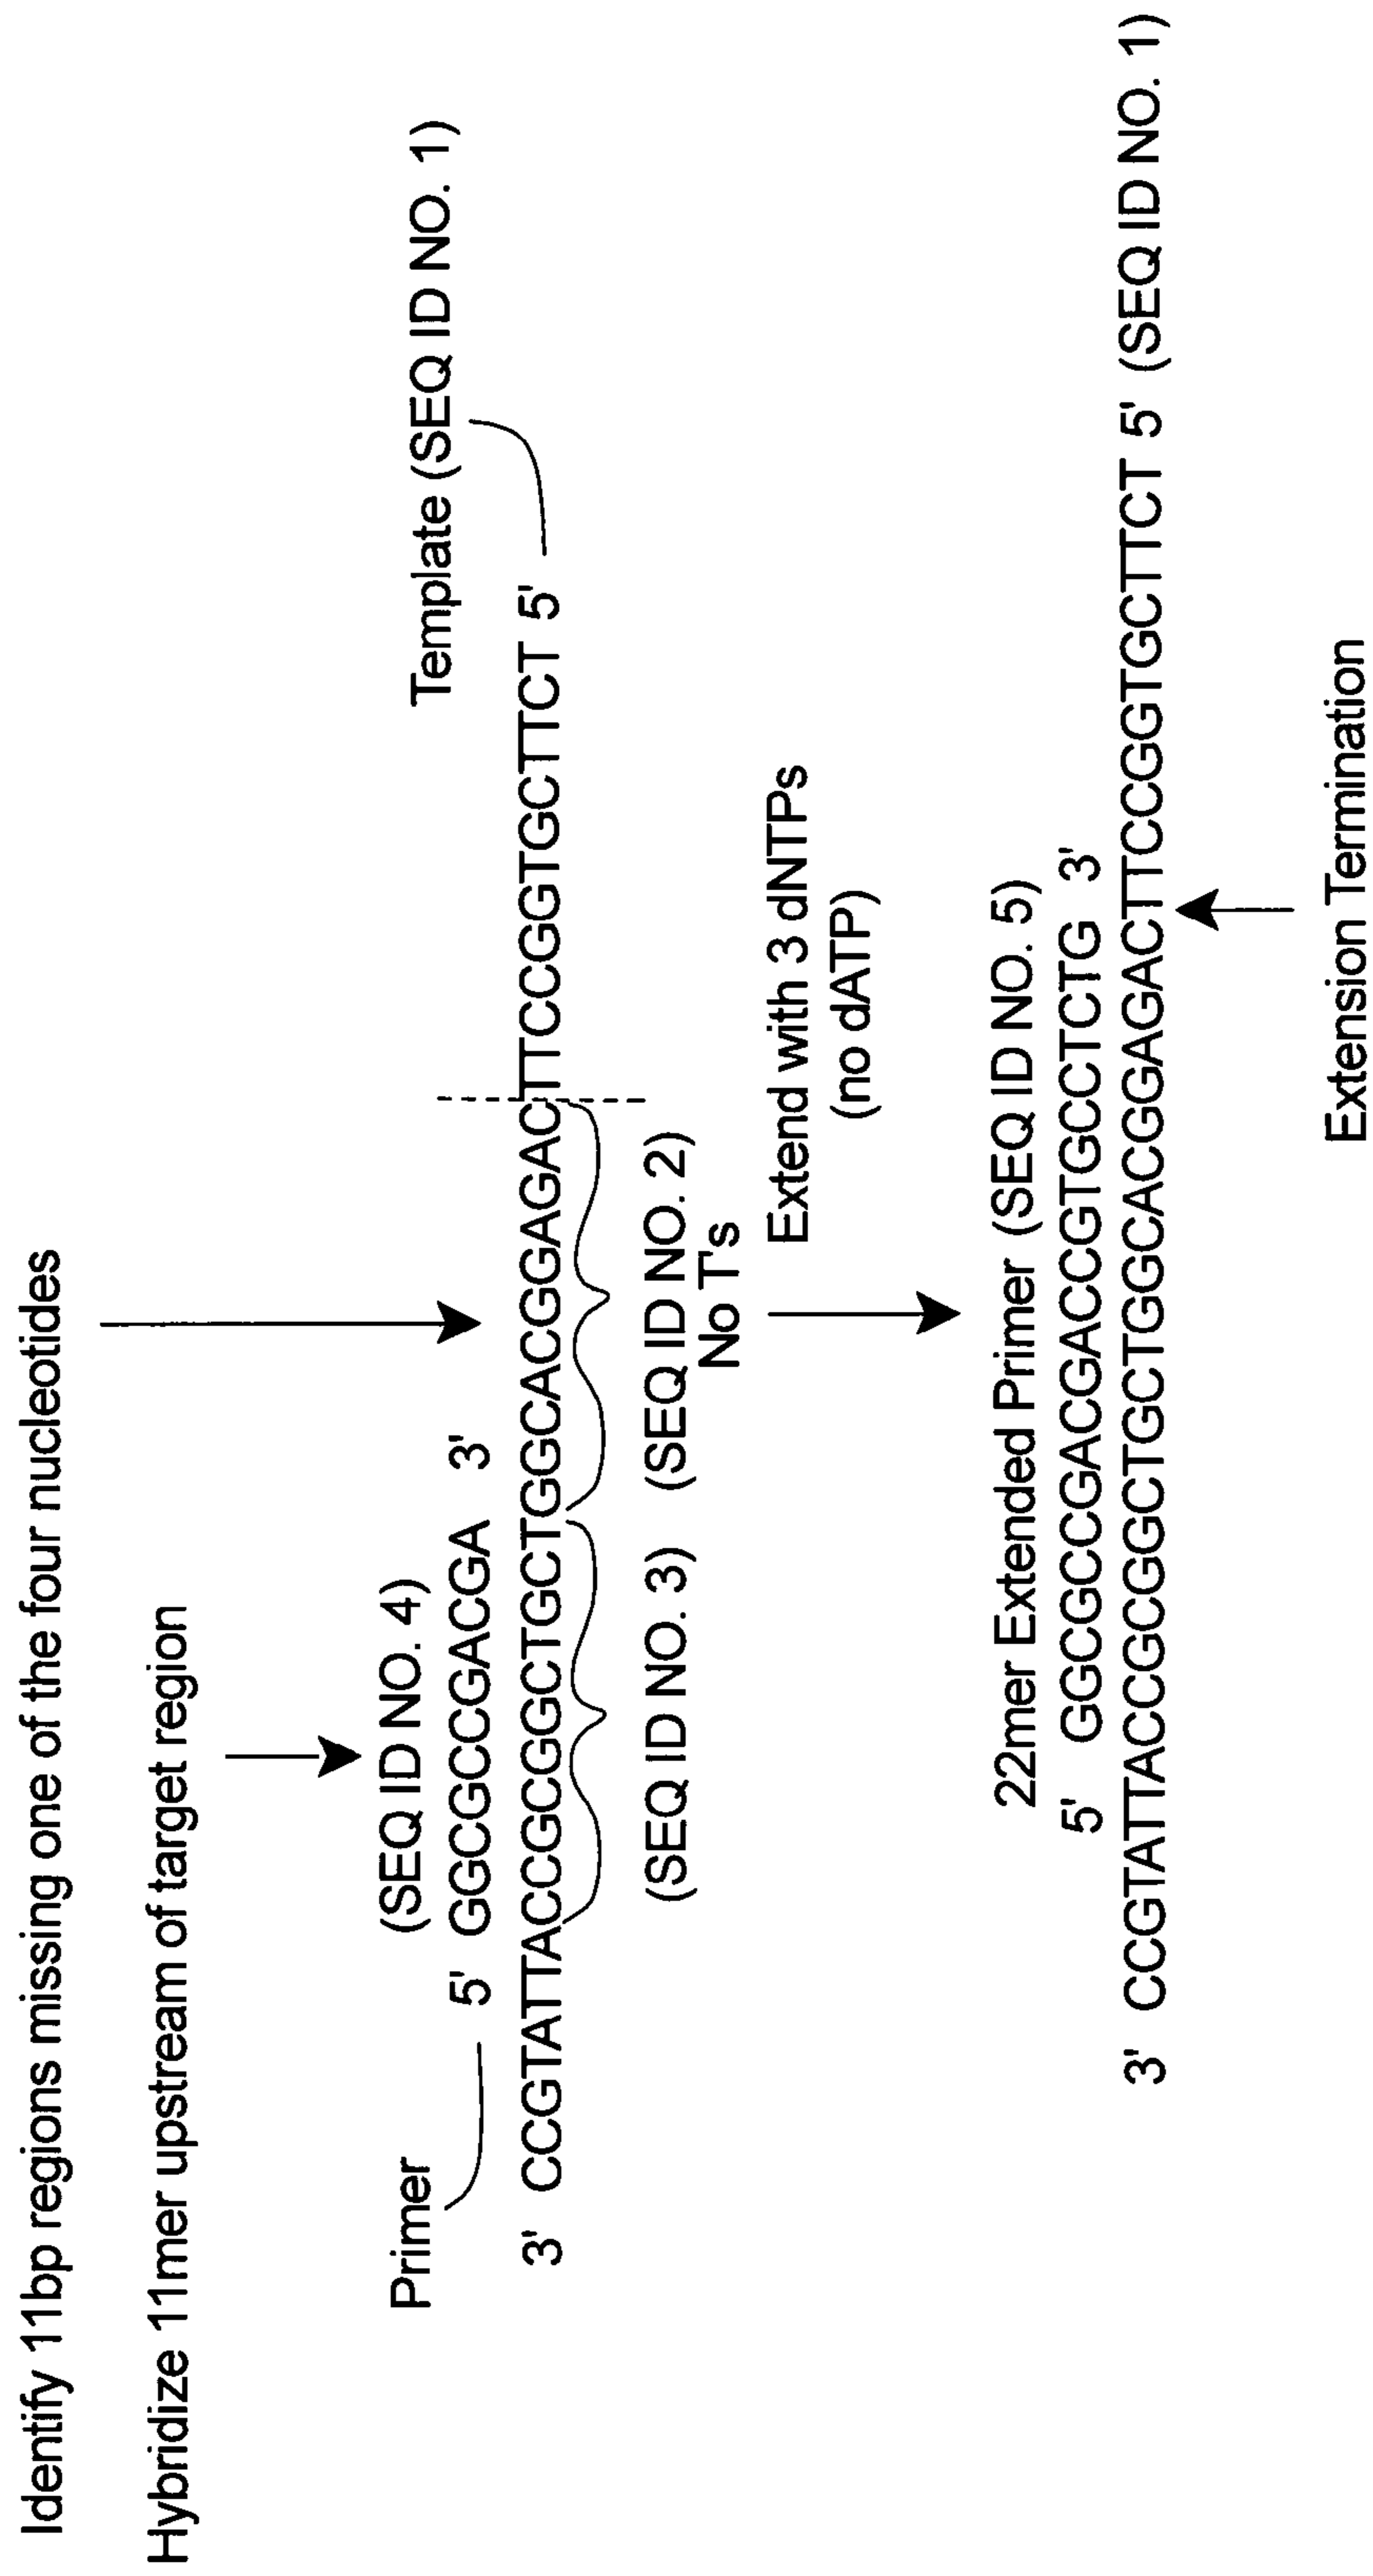 Identify 11bp regions missing one of the four nucleotides
Hybridize 11mer upstream of target region
(SEQ ID NO. 4)
Template (SEQ ID NO. 1)
Primer
5' GGCGCCGACGA 3'
3' CCGTATTACCGCGGCTGCTGGCACGGAGACTTCCGGTGCTTCT 5'
(SEQ ID NO. 3) (SEQ ID NO. 2)
No T's
Extend with 3 dNTPs
(no dATP)
22mer Extended Primer (SEQ ID NO. 5)
5' GGCGCCGACGACCGTGCCTCTG 3'
3' CCGTATTACCGCGGCTGCTGGCACGGAGACTTCCGGTGCTTCT 5' (SEQ ID NO. 1)
Extension Termination